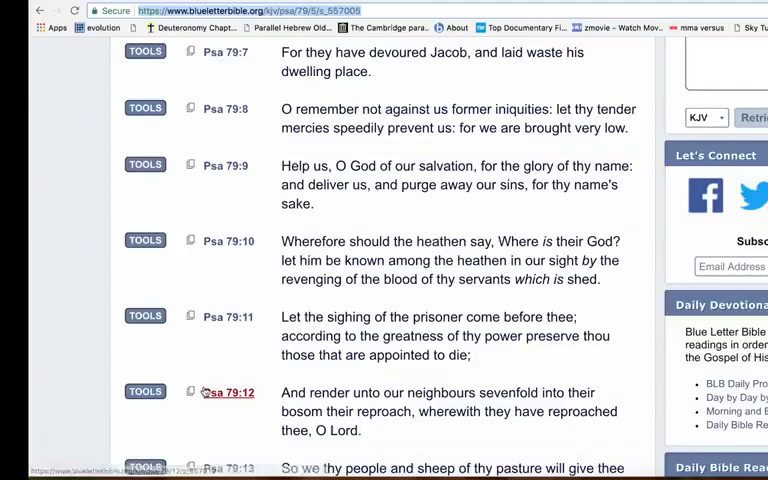 Secure https://www.blueletterbible.org/kjv/psa/79/5/s_557005
Apps evolution Deuteronomy Chapt... Parallel Hebrew Old... The Cambridge para... About Top Documentary Fi... zmovie - Watch Mov... mma versus Sky
TOOLS Psa 79:7 For they have devoured Jacob, and laid waste his
dwelling place.
TOOLS Psa 79:8 O remember not against us former iniquities: let thy tender
mercies speedily prevent us: for we are brought very low.
TOOLS Psa 79:9 Help us, O God of our salvation, for the glory of thy name:
and deliver us, and purge away our sins, for thy name's
sake.
TOOLS Psa 79:10 Wherefore should the heathen say, Where is their God?
let him be known among the heathen in our sight by the
revenging of the blood of thy servants which is shed.
TOOLS Psa 79:11 Let the sighing of the prisoner come before thee;
according to the greatness of thy power preserve thou
those that are appointed to die;
TOOLS Psa 79:12 And render unto our neighbours sevenfold into their
bosom their reproach, wherewith they have reproached
thee, O Lord.
TOOLS Psa 79:13 So we thy people and sheep of thy pasture will give thee
KJV Retri
Let's Connect
Subsc
Email Address
Daily Devotiona
Blue Letter Bible
readings in order
the Gospel of His
BLB Daily Pro
Day by Day by
Morning and E
Daily Bible Re
Daily Bible Rea